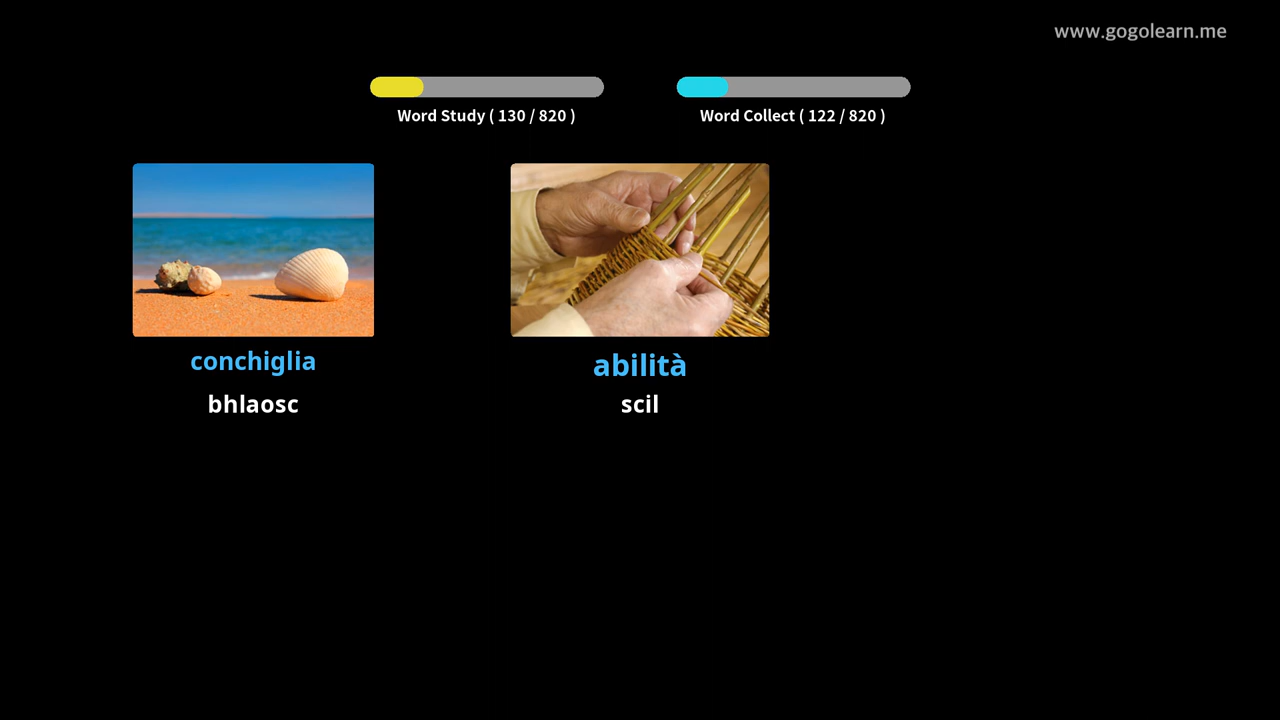 www.gogolearn.me
Word Study ( 130 / 820 )
Word Collect ( 122 / 820 )
conchiglia
bhlaosc
abilità
scil